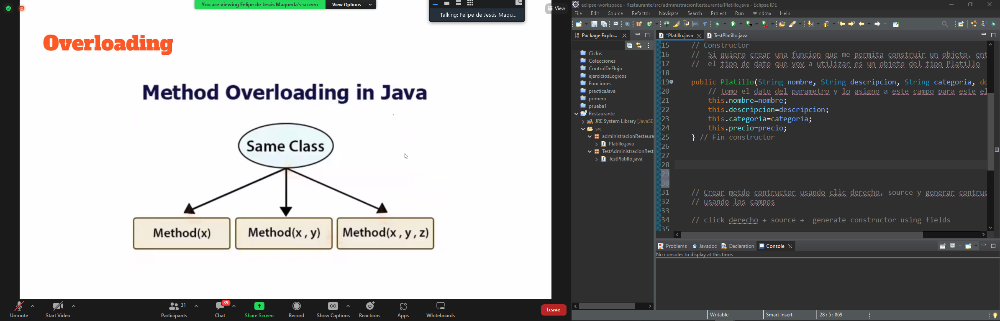 You are viewing Felipe de Jesús Maqueda's screen
View Options
Talking: Felipe de Jesús Maqu...
View
Overloading
Method Overloading in Java
Same Class
Method(x)
Method(x , y)
Method(x , y , z)
Unmute
Start Video
Participants
31
Chat
39
Share Screen
Record
CC
Show Captions
Reactions
Apps
Whiteboards
Leave
eclipse-workspace - Restaurante/src/administracionRestaurante/Platillo.java - Eclipse IDE
File Edit Source Refactor Navigate Search Project Run Window Help
Package Explo...
Ciclos
Colecciones
ControlDeFlujo
ejerciciosLogicos
Funciones
practicaJava
primero
prueba1
Restaurante
JRE System Library [JavaSE
src
administracionRestaura
Platillo.java
TestAdministracionRest
TestPlatillo.java
*Platillo.java
TestPlatillo.java
15 // Constructor
16 // Si quiero crear una funcion que me permita construir un objeto, ent
17 // el tipo de dato que voy a utilizar es un objeto del tipo Platillo
18
19 public Platillo(String nombre, String descripcion, String categoria, do
20 // tomo el dato del parametro y lo asigno a este campo para este el
21 this.nombre=nombre;
22 this.descripcion=descripcion;
23 this.categoria=categoria;
24 this.precio=precio;
25 } // Fin constructor
26
27
28
29
30
31 // Crear metdo contructor usando clic derecho, source y generar contruc
32 // usando los campos
33
34 // click derecho + source + generate constructor using fields
35
Problems @ Javadoc Declaration Console
No consoles to display at this time.
Writable
Smart Insert
28 : 5 : 869